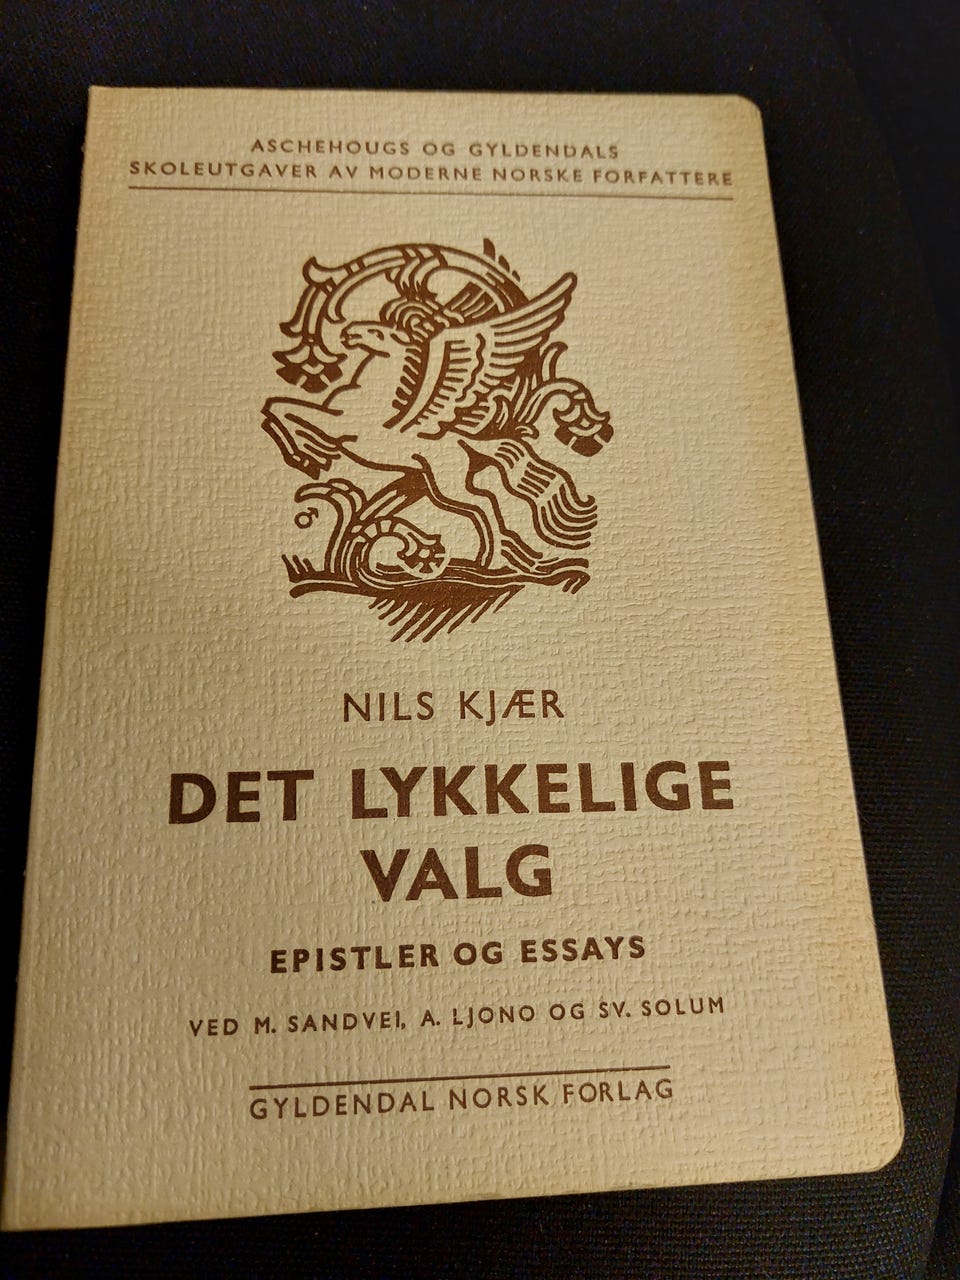 ASCHEHOUGS OG GYLDENDALS
SKOLEUTGAVER AV MODERNE NORSKE FORFATTERE
NILS KJÆR
DET LYKKELIGE
VALG
EPISTLER OG ESSAYS
VED M. SANDVEI, A. LJONO OG SV. SOLUM
GYLDENDAL NORSK FORLAG